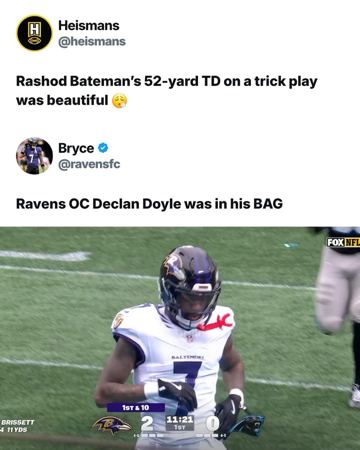 Heismans
@heismans
Rashod Bateman's 52-yard TD on a trick play
was beautiful 😮‍💨
Bryce
@ravensfc
Ravens OC Declan Doyle was in his BAG
FOX NFL
BALTIMORE
7
1ST & 10
BRISSETT
4 11 YDS
2 11:21 0
1ST